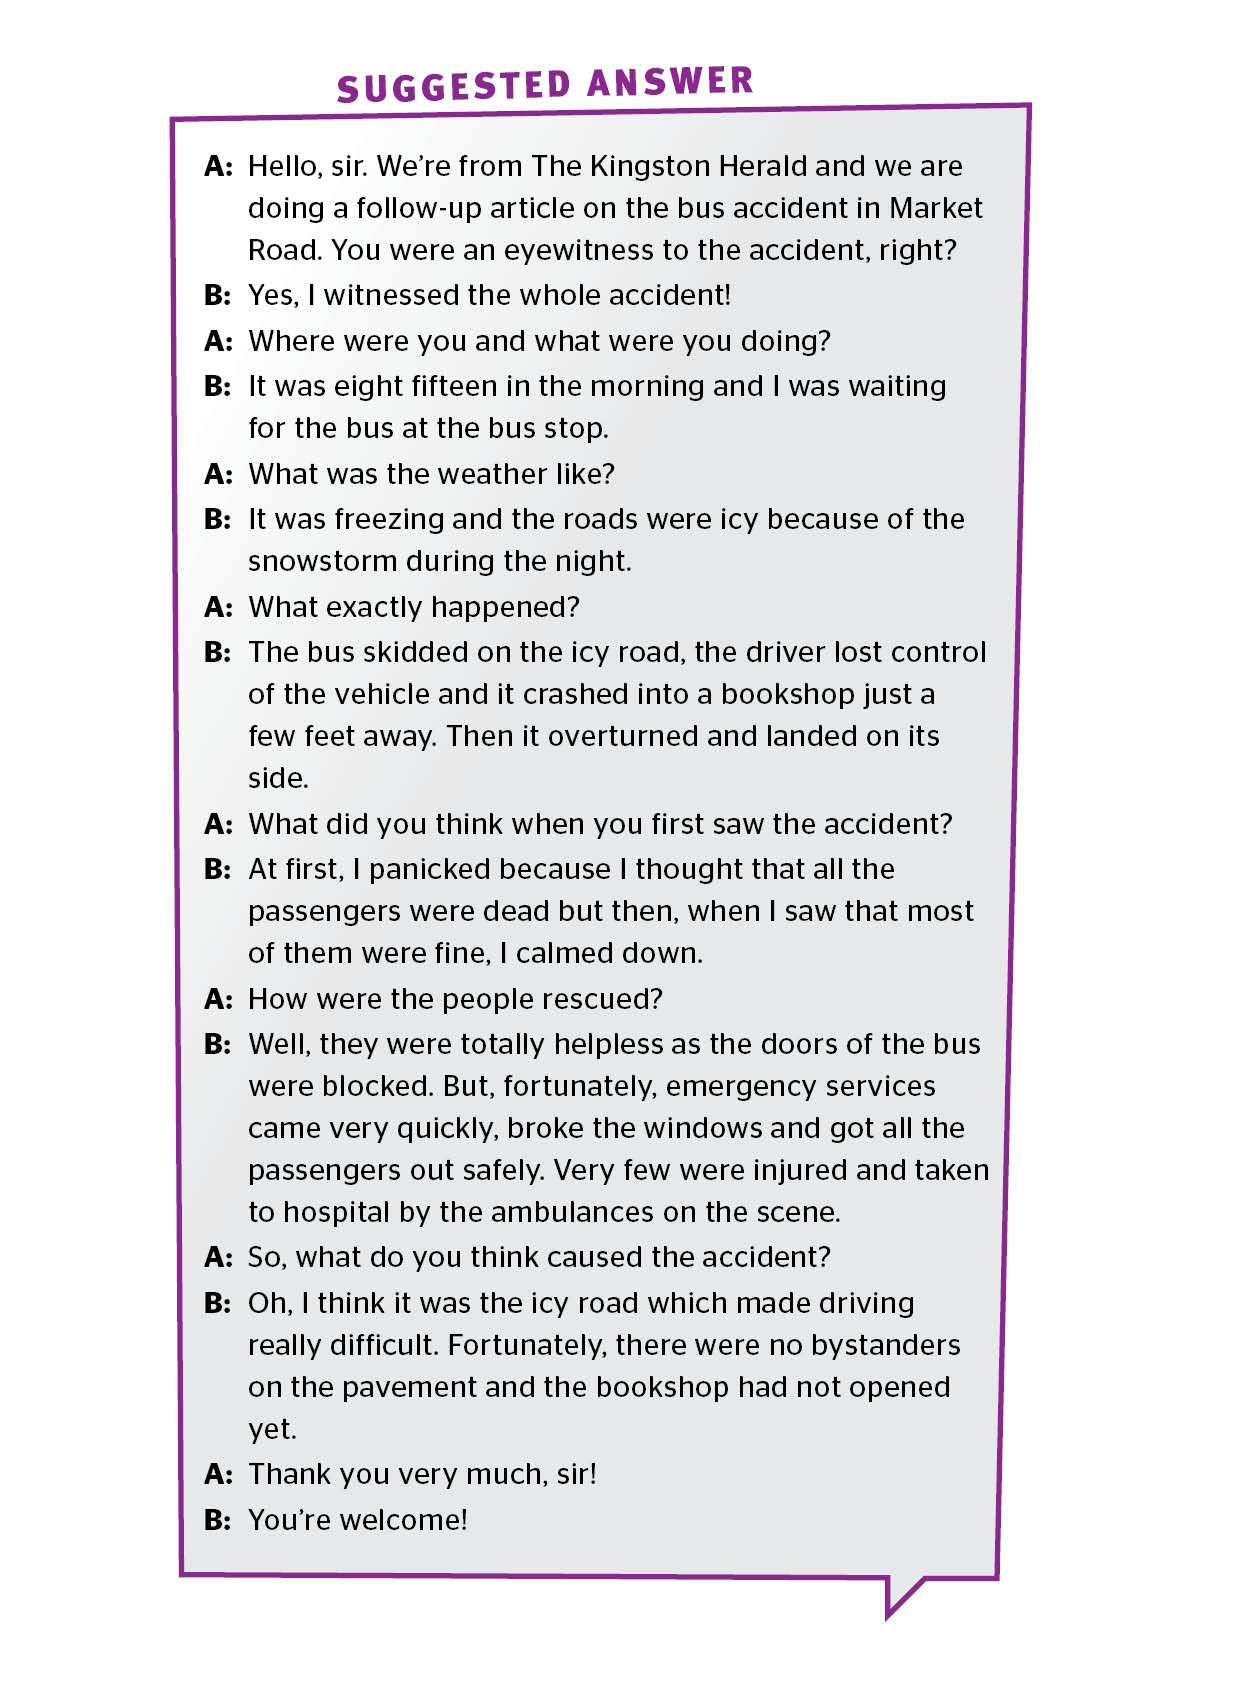 SUGGESTED ANSWER
A: Hello, sir. We’re from The Kingston Herald and we are
doing a follow-up article on the bus accident in Market
Road. You were an eyewitness to the accident, right?
B: Yes, I witnessed the whole accident!
A: Where were you and what were you doing?
B: It was eight fifteen in the morning and I was waiting
for the bus at the bus stop.
A: What was the weather like?
B: It was freezing and the roads were icy because of the
snowstorm during the night.
A: What exactly happened?
B: The bus skidded on the icy road, the driver lost control
of the vehicle and it crashed into a bookshop just a
few feet away. Then it overturned and landed on its
side.
A: What did you think when you first saw the accident?
B: At first, I panicked because I thought that all the
passengers were dead but then, when I saw that most
of them were fine, I calmed down.
A: How were the people rescued?
B: Well, they were totally helpless as the doors of the bus
were blocked. But, fortunately, emergency services
came very quickly, broke the windows and got all the
passengers out safely. Very few were injured and taken
to hospital by the ambulances on the scene.
A: So, what do you think caused the accident?
B: Oh, I think it was the icy road which made driving
really difficult. Fortunately, there were no bystanders
on the pavement and the bookshop had not opened
yet.
A: Thank you very much, sir!
B: You’re welcome!